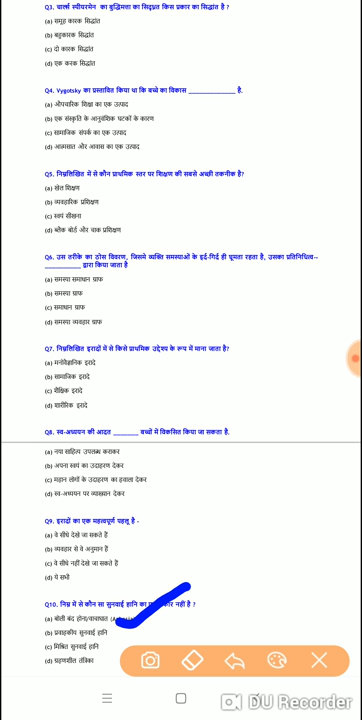 Q3. चार्ल्स स्पीयरमेन का बुद्धिमत्ता का सिद्धांत किस प्रकार का सिद्धांत है ?
(a) समूह कारक सिद्धांत
(b) बहुकारक सिद्धांत
(c) दो कारक सिद्धांत
(d) एक कनक सिद्धांत
Q4. Vygotsky का प्रस्तावित किया था कि बच्चे का विकास ____________ है.
(a) औपचारिक शिक्षा का एक उत्पाद
(b) एक संस्कृति के आनुवंशिक घटकों के कारण
(c) सामाजिक संपर्क का एक उत्पाद
(d) आत्मसात और आवास का एक उत्पाद
Q5. निम्नलिखित में से कौन प्राथमिक स्तर पर शिक्षण की सबसे अच्छी तकनीक है?
(a) खेल शिक्षण
(b) व्यवहारिक प्रशिक्षण
(c) स्वयं सीखना
(d) ब्लैक बोर्ड और चाक प्रशिक्षण
Q6. उस तरीके का ठोस विवरण, जिसमे व्यक्ति समस्याओं के इर्द-गिर्द ही घूमता रहता है, उसका प्रतिनिधित्व--
_________ द्वारा किया जाता है
(a) समस्या समाधान ग्राफ
(b) समस्या ग्राफ
(c) समाधान ग्राफ
(d) समस्या व्यवहार ग्राफ
Q7. निम्नलिखित इरादों में से किसे प्राथमिक उद्देश्य के रूप में माना जाता है?
(a) मनोवैज्ञानिक इरादे
(b) सामाजिक इरादे
(c) शैक्षिक इरादे
(d) शारीरिक इरादे
Q8. स्व-अध्ययन की आदत ______ बच्चों में विकसित किया जा सकता है.
(a) नया साहित्य उपलब्ध कराकर
(b) अपना स्वयं का उदाहरण देकर
(c) महान लोगों के उदाहरण का हवाला देकर
(d) स्व-अध्ययन पर व्याख्यान देकर
Q9. इरादों का एक महत्वपूर्ण पहलू है -
(a) वे सीधे देखे जा सकते हैं
(b) व्यवहार से वे अनुमान हैं
(c) वे सीधे नहीं देखे जा सकते हैं
(d) ये सभी
Q10. निम्न में से कौन सा सुनवाई हानि का नहीं है ?
(a) बोली बंद होना/वाचाघात
(b) प्रवाहकीय सुनवाई हानि
(c) मिश्रित सुनवाई हानि
(d) ग्रहणशील तंत्रिका
DU Recorder